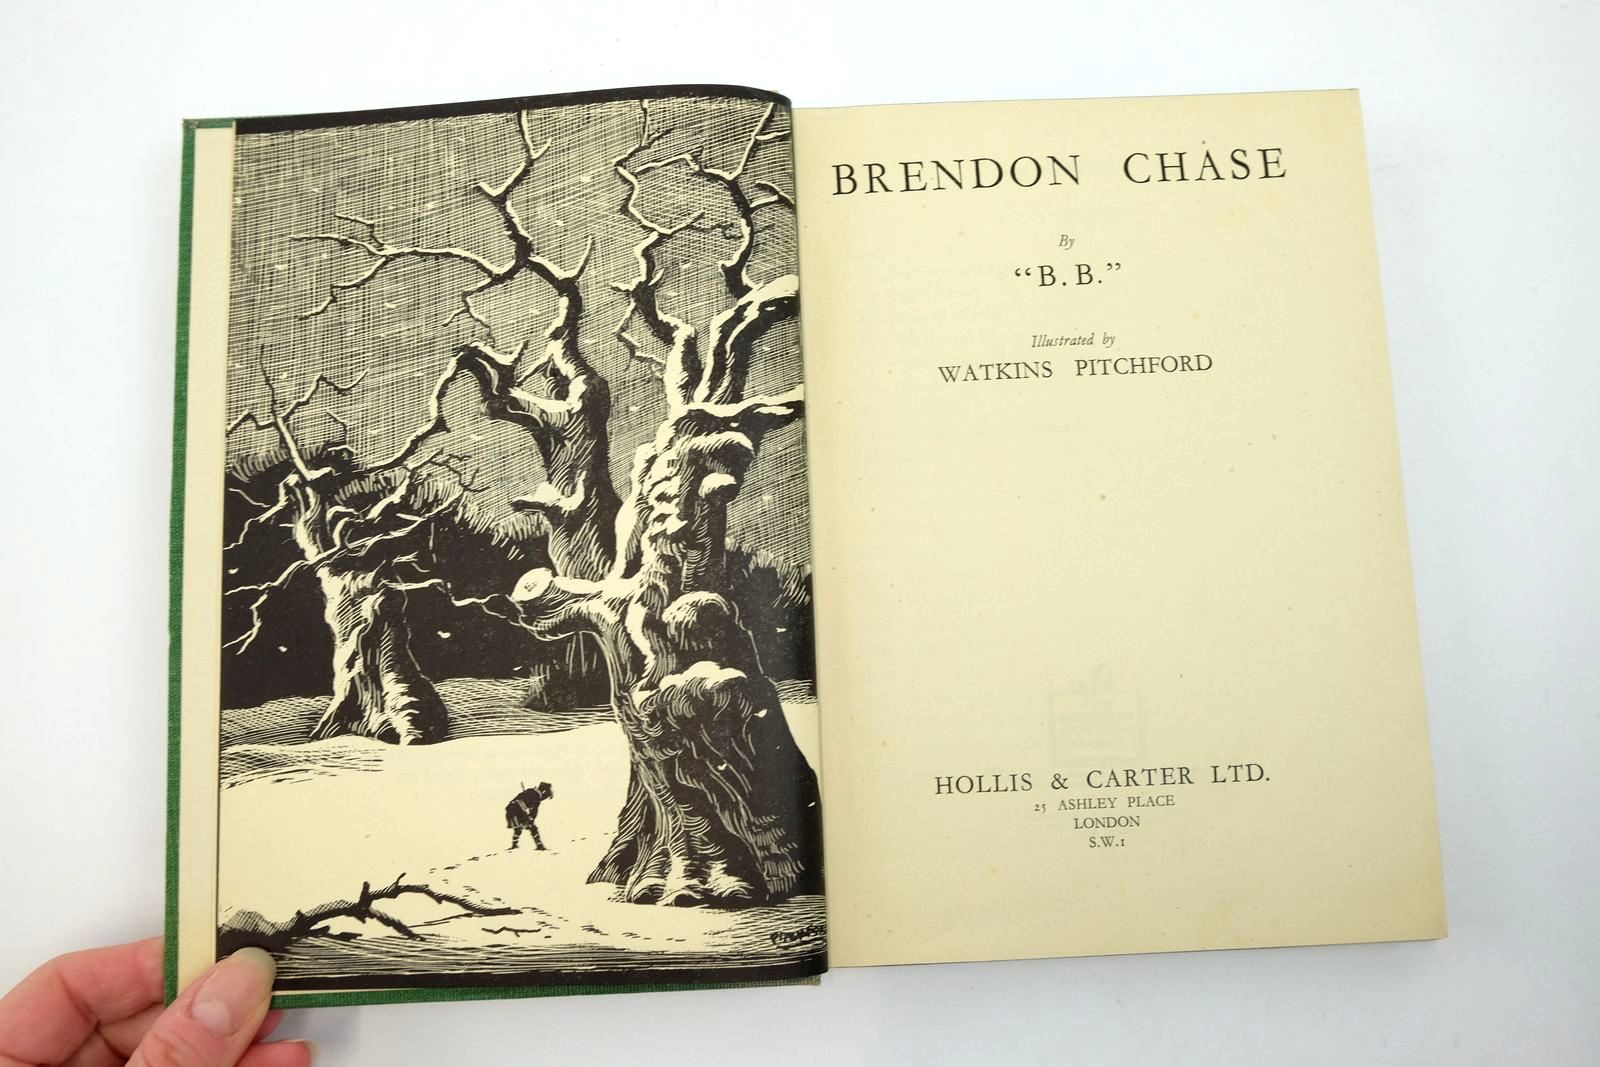 BRENDON CHASE
By
“B.B.”
Illustrated by
WATKINS PITCHFORD
HOLLIS & CARTER LTD.
25 ASHLEY PLACE
LONDON
S.W.1